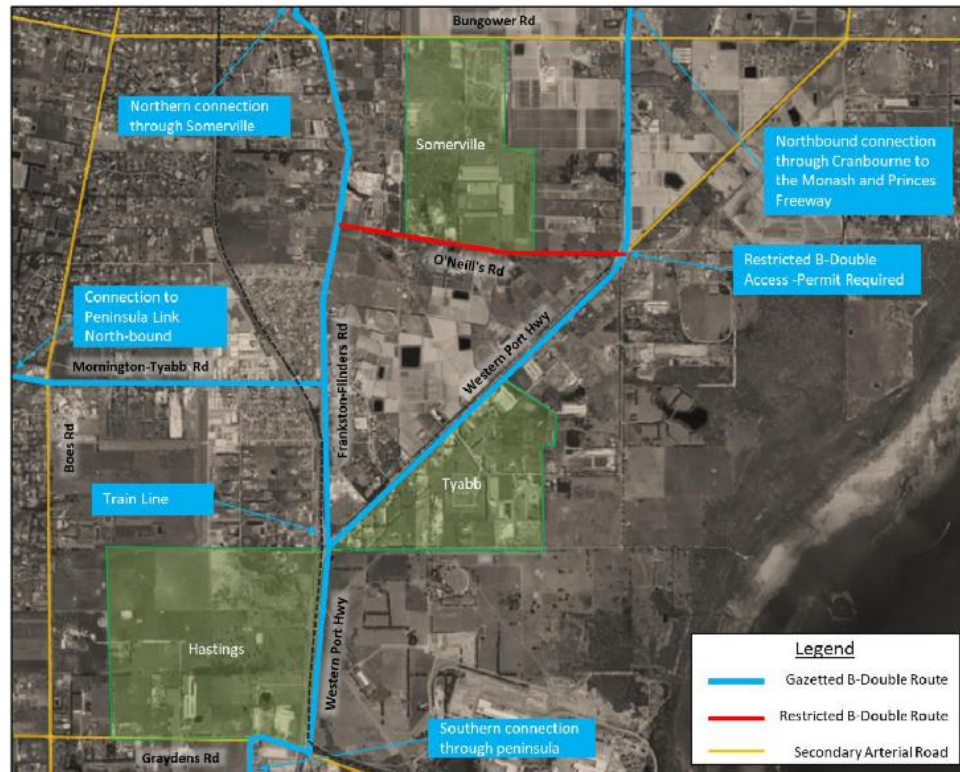 Bungower Rd
Northern connection
through Somerville
Somerville
Northbound connection
through Cranbourne to
the Monash and Princes
Freeway
O'Neill's Rd
Restricted B-Double
Access -Permit Required
Connection to
Peninsula Link
North-bound
Mornington-Tyabb Rd
Western Port Hwy
Frankston-Flinders Rd
Boes Rd
Tyabb
Train Line
Hastings
Western Port Hwy
Southern connection
through peninsula
Graydens Rd
Legend
Gazetted B-Double Route
Restricted B-Double Route
Secondary Arterial Road